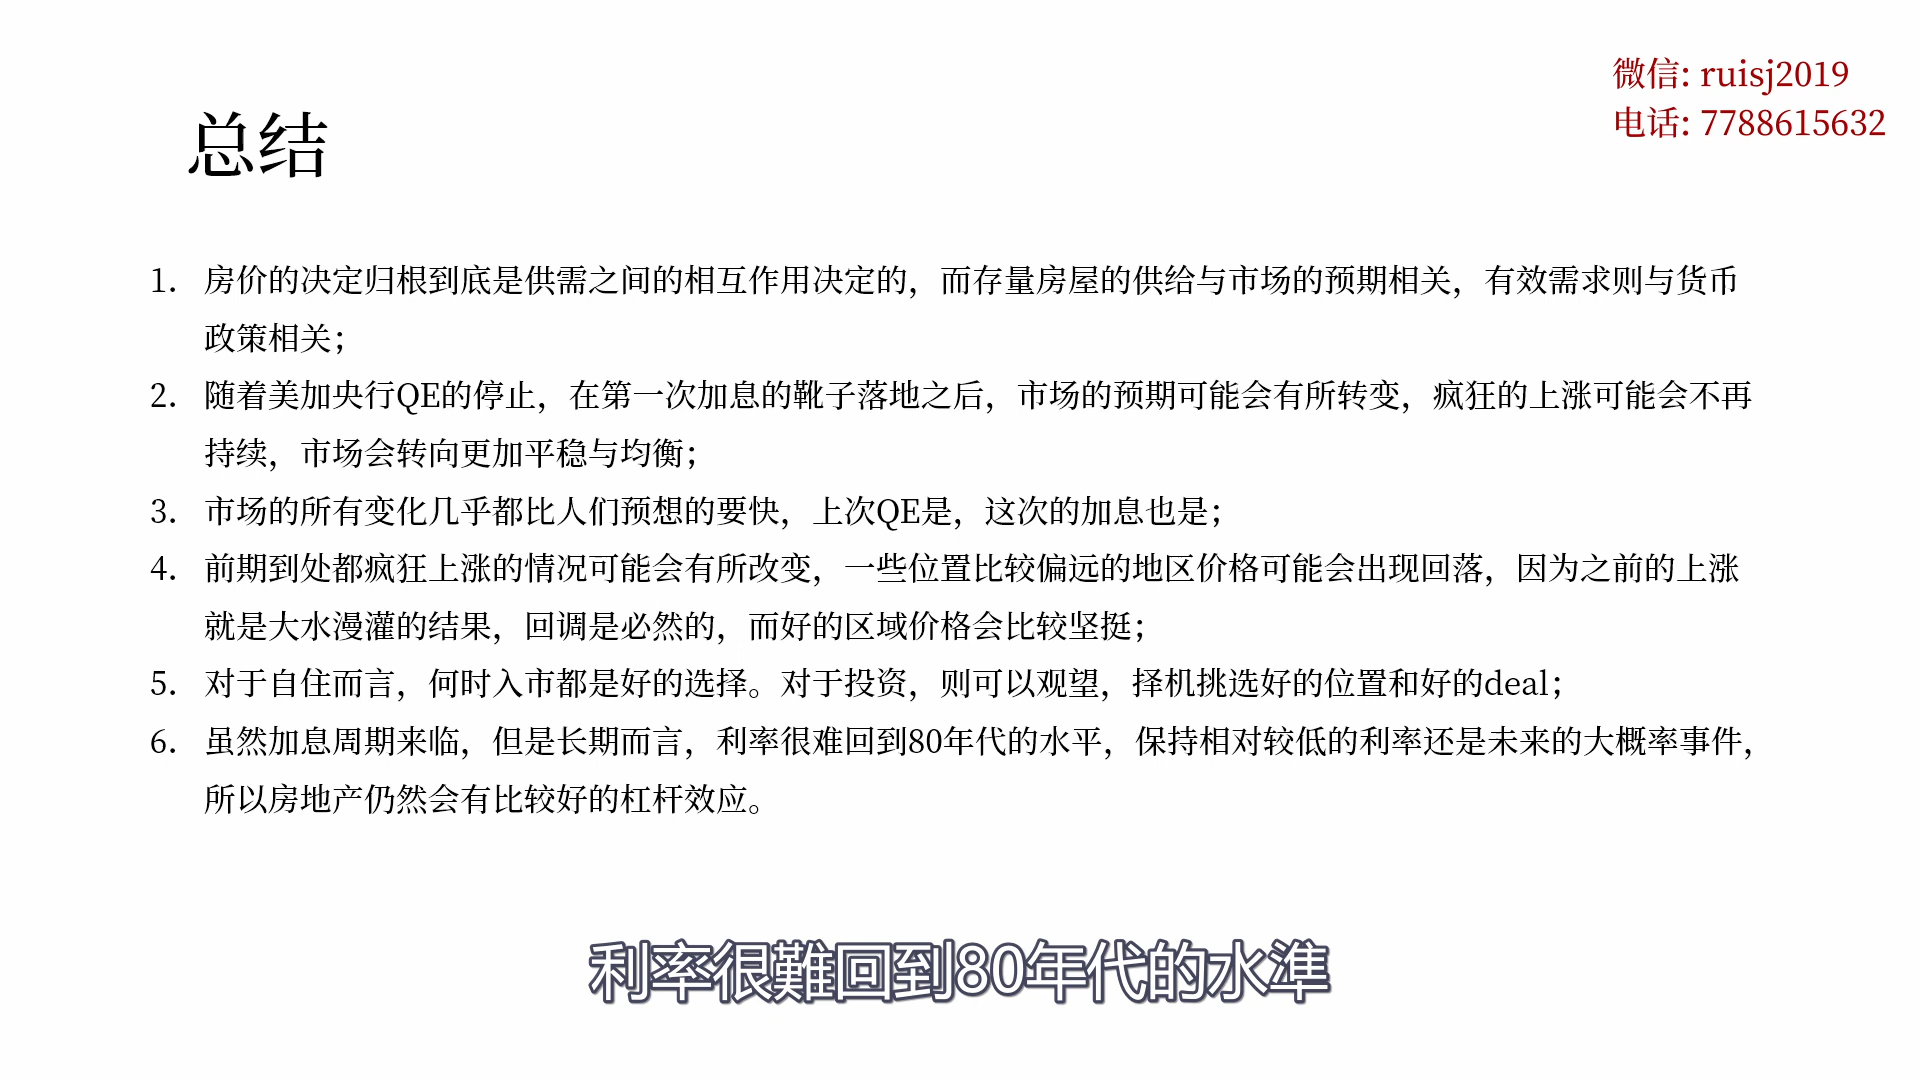 微信: ruisj2019
电话: 7788615632
总结
1. 房价的决定归根到底是供需之间的相互作用决定的，而存量房屋的供给与市场的预期相关，有效需求则与货币
政策相关；
2. 随着美加央行QE的停止，在第一次加息的靴子落地之后，市场的预期可能会有所转变，疯狂的上涨可能会不再
持续，市场会转向更加平稳与均衡；
3. 市场的所有变化几乎都比人们预想的要快，上次QE是，这次的加息也是；
4. 前期到处都疯狂上涨的情况可能会有所改变，一些位置比较偏远的地区价格可能会出现回落，因为之前的上涨
就是大水漫灌的结果，回调是必然的，而好的区域价格会比较坚挺；
5. 对于自住而言，何时入市都是好的选择。对于投资，则可以观望，择机挑选好的位置和好的deal；
6. 虽然加息周期来临，但是长期而言，利率很难回到80年代的水平，保持相对较低的利率还是未来的大概率事件，
所以房地产仍然会有比较好的杠杆效应。
利率很難回到80年代的水準